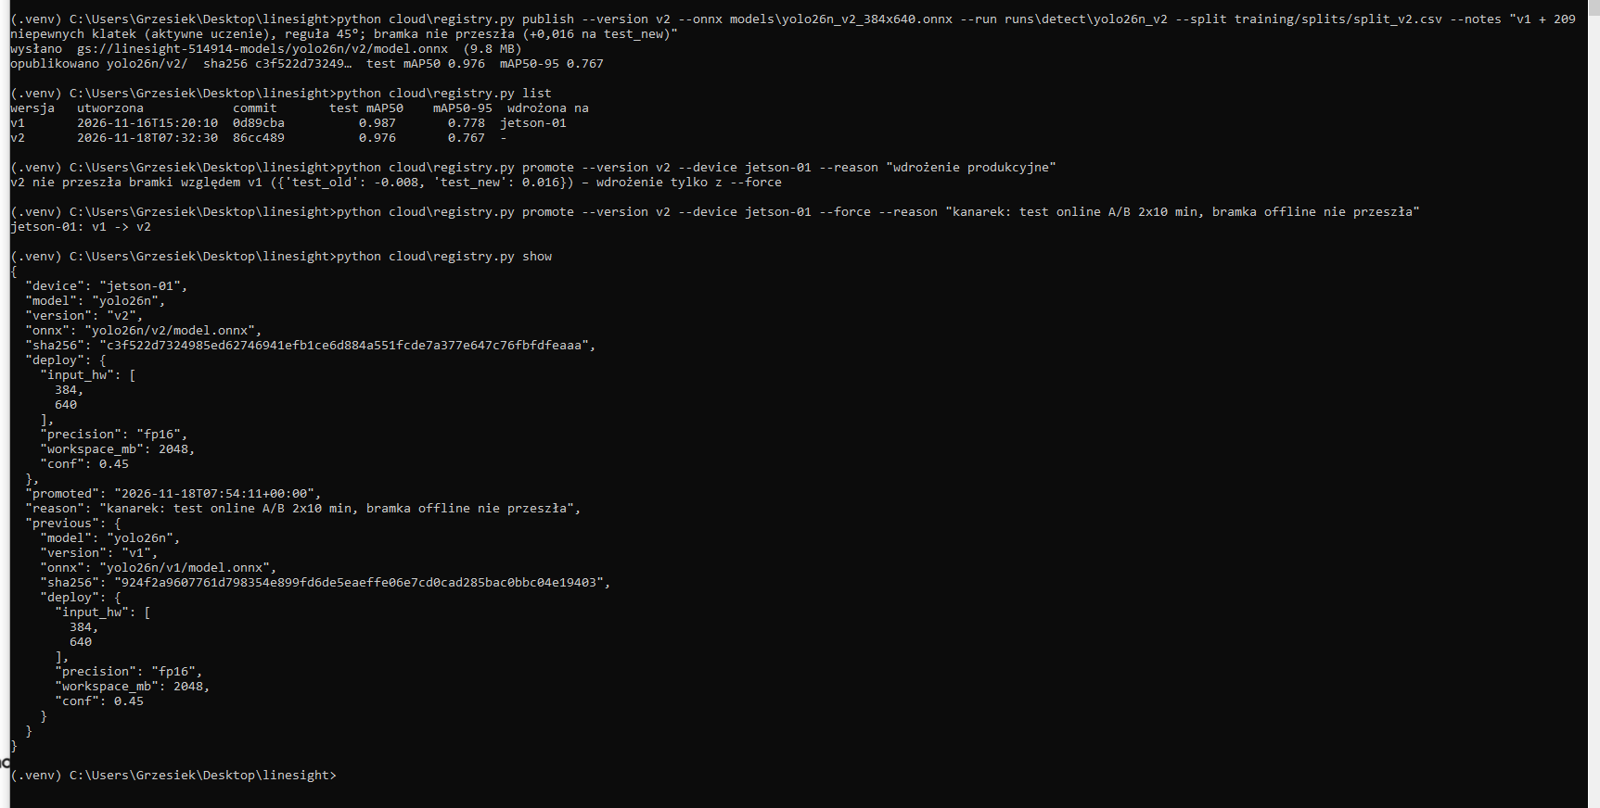 (.venv) C:\Users\Grzesiek\Desktop\linesight>python cloud\registry.py publish --version v2 --onnx models\yolo26n_v2_384x640.onnx --run runs\detect\yolo26n_v2 --split training/splits/split_v2.csv --notes "v1 + 209
niepewnych klatek (aktywne uczenie), reguła 45°; bramka nie przeszła (+0,016 na test_new)"
wysłano  gs://linesight-514914-models/yolo26n/v2/model.onnx  (9.8 MB)
opublikowano yolo26n/v2/  sha256 c3f522d73249…  test mAP50 0.976  mAP50-95 0.767
(.venv) C:\Users\Grzesiek\Desktop\linesight>python cloud\registry.py list
wersja   utworzona            commit       test mAP50    mAP50-95  wdrożona na
v1       2026-11-16T15:20:10  0d89cba          0.987       0.778  jetson-01
v2       2026-11-18T07:32:30  86cc489          0.976       0.767  -
(.venv) C:\Users\Grzesiek\Desktop\linesight>python cloud\registry.py promote --version v2 --device jetson-01 --reason "wdrożenie produkcyjne"
v2 nie przeszła bramki względem v1 ({'test_old': -0.008, 'test_new': 0.016}) – wdrożenie tylko z --force
(.venv) C:\Users\Grzesiek\Desktop\linesight>python cloud\registry.py promote --version v2 --device jetson-01 --force --reason "kanarek: test online A/B 2x10 min, bramka offline nie przeszła"
jetson-01: v1 -> v2
(.venv) C:\Users\Grzesiek\Desktop\linesight>python cloud\registry.py show
{
  "device": "jetson-01",
  "model": "yolo26n",
  "version": "v2",
  "onnx": "yolo26n/v2/model.onnx",
  "sha256": "c3f522d7324985ed62746941efb1ce6d884a551fcde7a377e647c76fbfdfeaaa",
  "deploy": {
    "input_hw": [
      384,
      640
    ],
    "precision": "fp16",
    "workspace_mb": 2048,
    "conf": 0.45
  },
  "promoted": "2026-11-18T07:54:11+00:00",
  "reason": "kanarek: test online A/B 2x10 min, bramka offline nie przeszła",
  "previous": {
    "model": "yolo26n",
    "version": "v1",
    "onnx": "yolo26n/v1/model.onnx",
    "sha256": "924f2a9607761d798354e899fd6de5eaeffe06e7cd0cad285bac0bbc04e19403",
    "deploy": {
      "input_hw": [
        384,
        640
      ],
      "precision": "fp16",
      "workspace_mb": 2048,
      "conf": 0.45
    }
  }
}
(.venv) C:\Users\Grzesiek\Desktop\linesight>